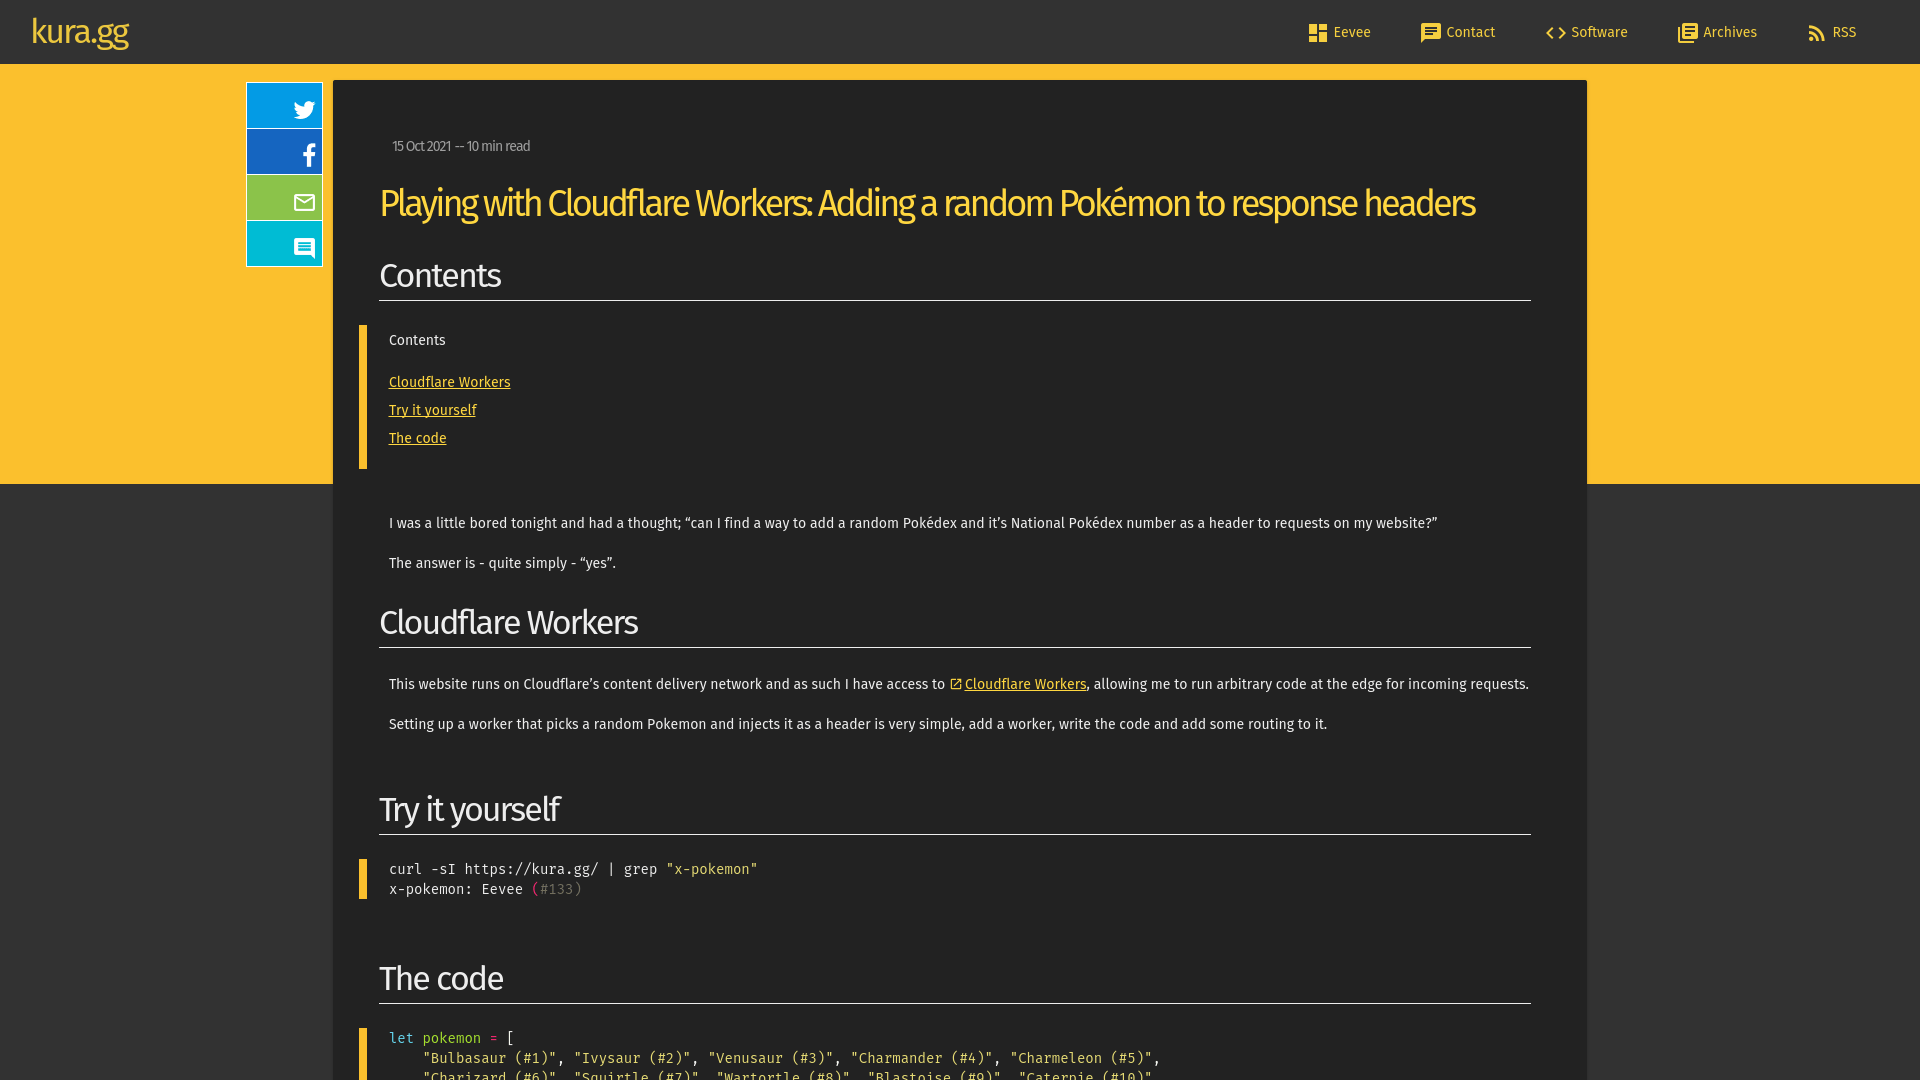 kura.gg
Eevee
Contact
Software
Archives
RSS
15 Oct 2021 -- 10 min read
Playing with Cloudflare Workers: Adding a random Pokémon to response headers
Contents
Contents
Cloudflare Workers
Try it yourself
The code
I was a little bored tonight and had a thought; “can I find a way to add a random Pokédex and it’s National Pokédex number as a header to requests on my website?”
The answer is - quite simply - “yes”.
Cloudflare Workers
This website runs on Cloudflare’s content delivery network and as such I have access to Cloudflare Workers, allowing me to run arbitrary code at the edge for incoming requests.
Setting up a worker that picks a random Pokemon and injects it as a header is very simple, add a worker, write the code and add some routing to it.
Try it yourself
curl -sI https://kura.gg/ | grep "x-pokemon"
x-pokemon: Eevee (#133)
The code
let pokemon = [
"Bulbasaur (#1)", "Ivysaur (#2)", "Venusaur (#3)", "Charmander (#4)", "Charmeleon (#5)",
"Charizard (#6)", "Squirtle (#7)", "Wartortle (#8)", "Blastoise (#9)", "Caterpie (#10)",